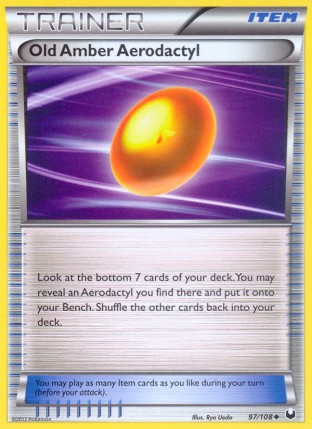 TRAINER ITEM
Old Amber Aerodactyl
Look at the bottom 7 cards of your deck. You may
reveal an Aerodactyl you find there and put it onto
your Bench. Shuffle the other cards back into your
deck.
You may play as many Item cards as you like during your turn
(before your attack).
©2012 Pokémon
Illus. Ryo Ueda
97/108 ◆